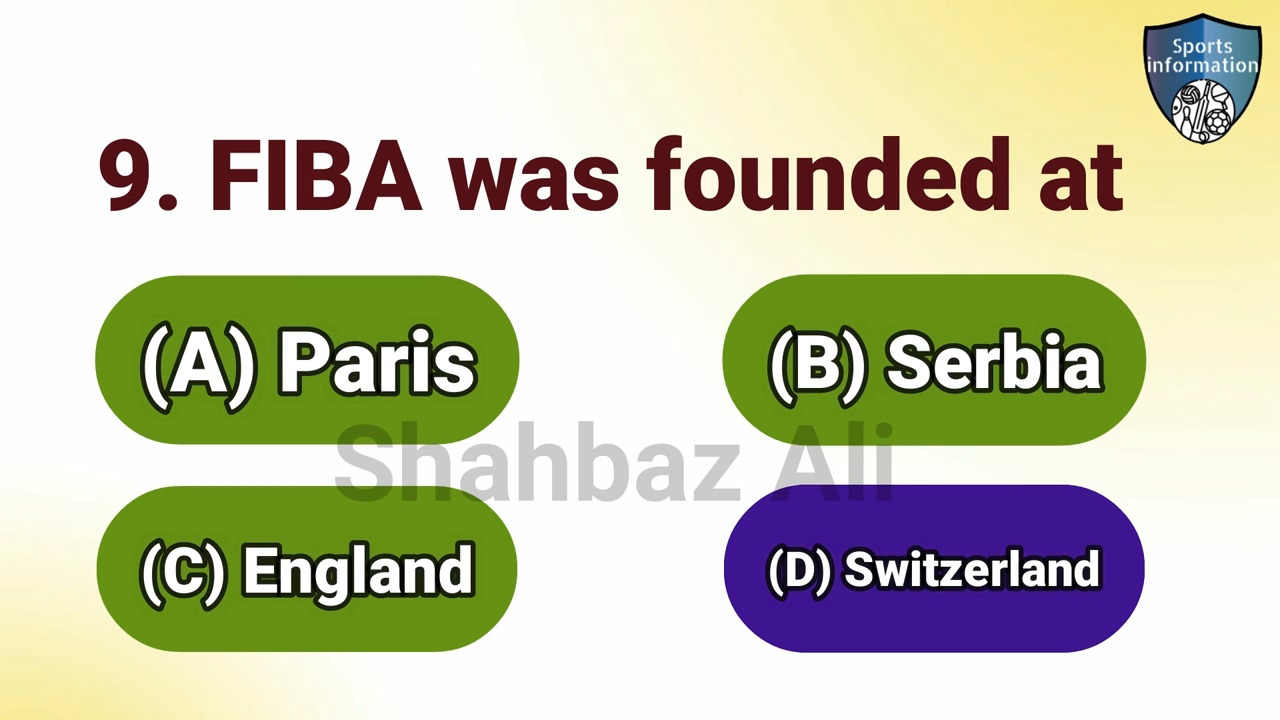 Sports
information
9. FIBA was founded at
(A) Paris
(B) Serbia
Shahbaz Ali
(C) England
(D) Switzerland